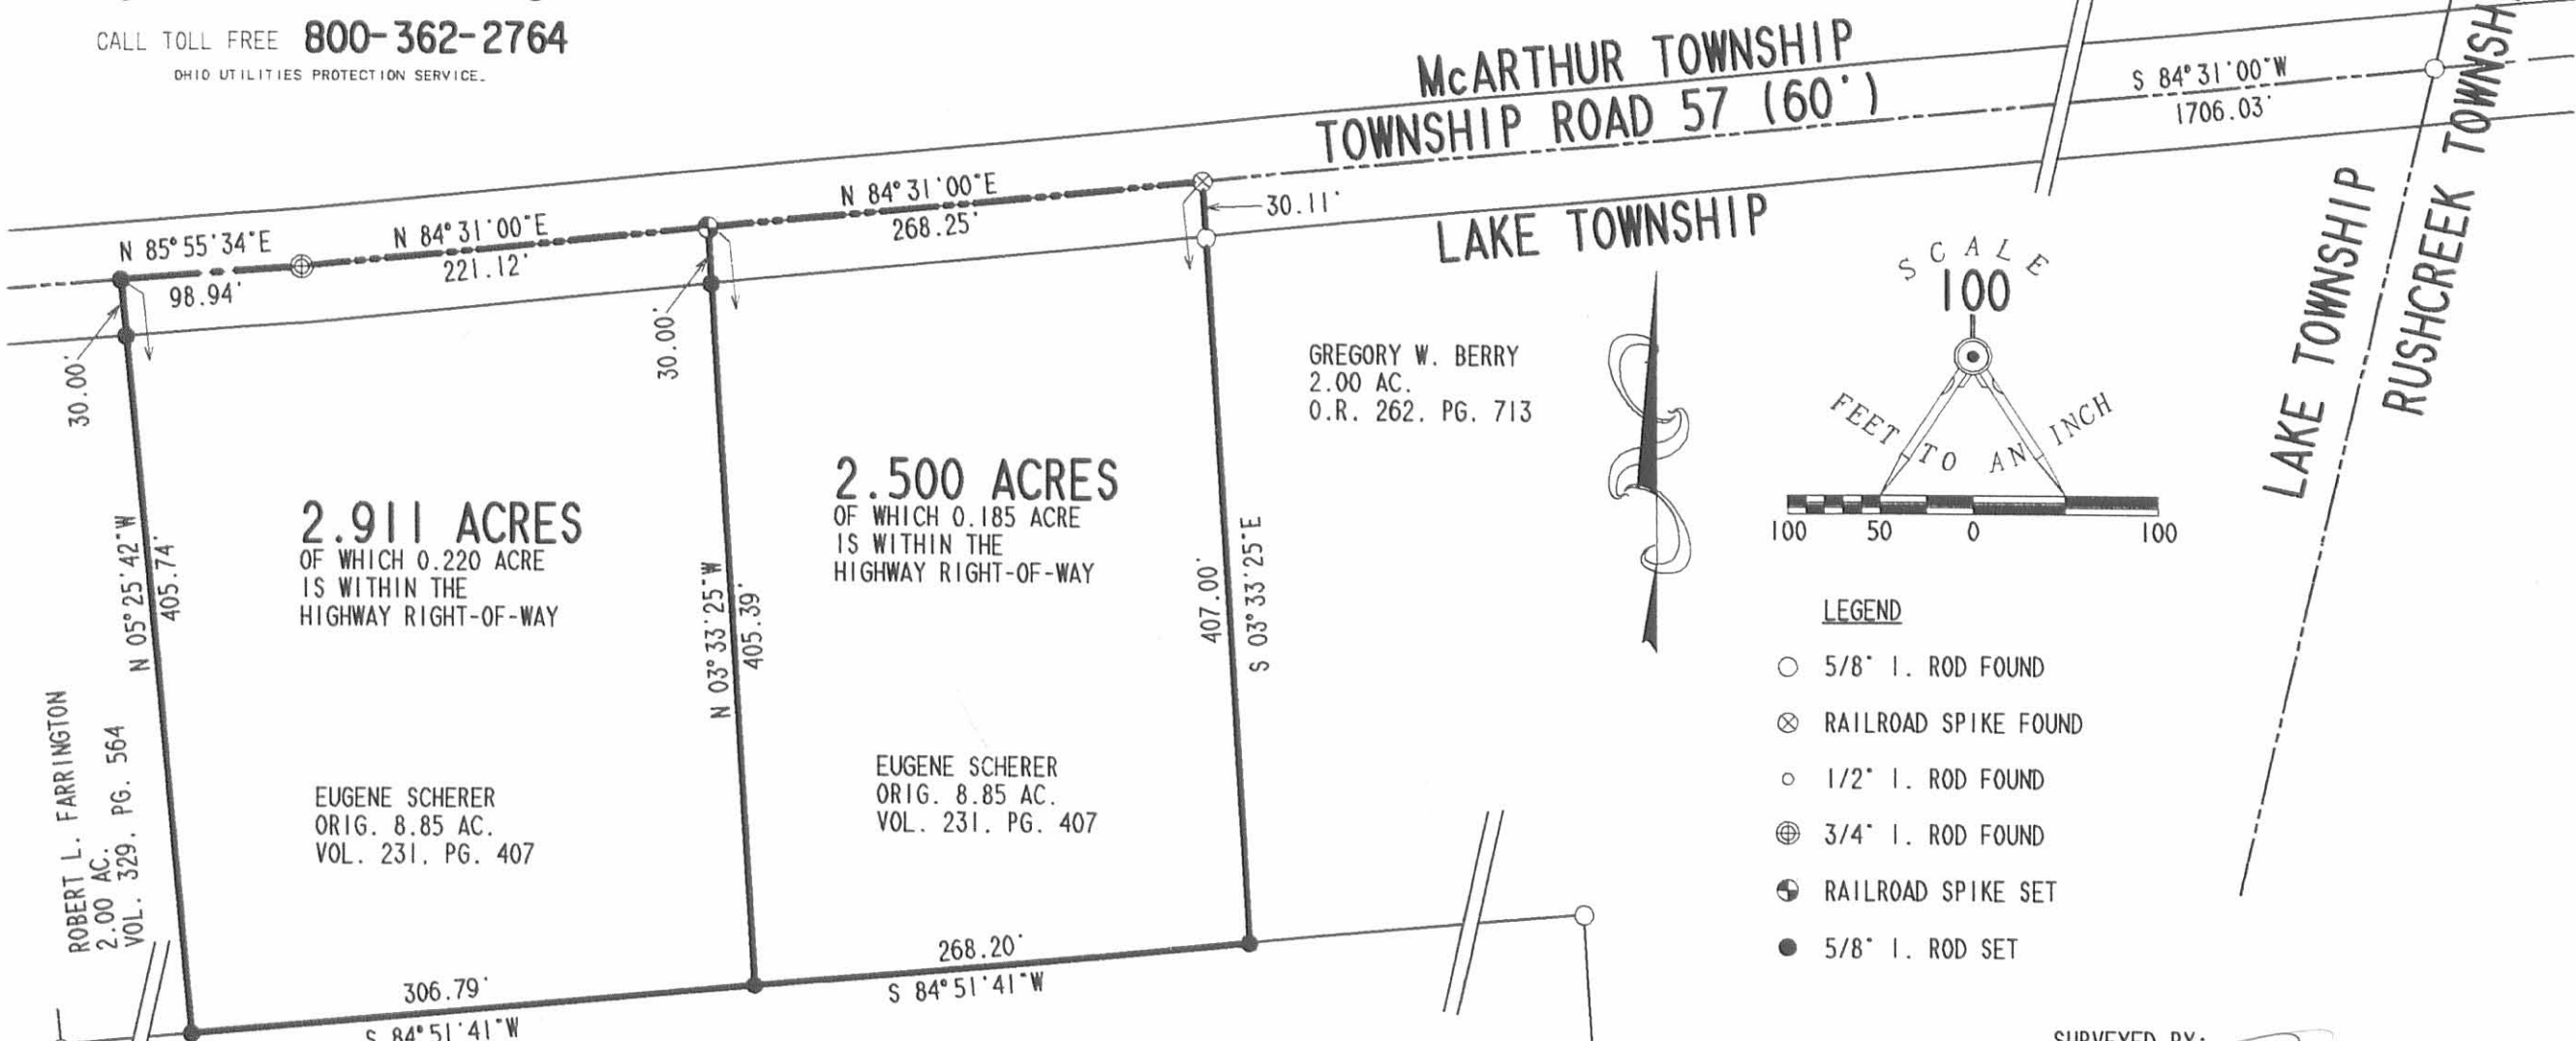 CALL TOLL FREE 800-362-2764
OHIO UTILITIES PROTECTION SERVICE.
McARTHUR TOWNSHIP
TOWNSHIP ROAD 57 (60')
S 84°31'00"W
1706.03'
N 84°31'00"E
268.25'
30.11'
N 84°31'00"E
221.12'
N 85°55'34"E
98.94'
30.00'
30.00'
LAKE TOWNSHIP
LAKE TOWNSHIP
RUSHCREEK TOWNSH
SCALE
100
FEET TO AN INCH
100 50 0 100
GREGORY W. BERRY
2.00 AC.
O.R. 262. PG. 713
2.911 ACRES
OF WHICH 0.220 ACRE
IS WITHIN THE
HIGHWAY RIGHT-OF-WAY
2.500 ACRES
OF WHICH 0.185 ACRE
IS WITHIN THE
HIGHWAY RIGHT-OF-WAY
N 05°25'42"W
405.74'
N 03°33'25"W
405.39'
407.00'
S 03°33'25"E
ROBERT L. FARRINGTON
2.00 AC.
VOL. 329. PG. 564
EUGENE SCHERER
ORIG. 8.85 AC.
VOL. 231. PG. 407
EUGENE SCHERER
ORIG. 8.85 AC.
VOL. 231. PG. 407
306.79'
S 84°51'41"W
268.20'
S 84°51'41"W
LEGEND
5/8" I. ROD FOUND
RAILROAD SPIKE FOUND
1/2" I. ROD FOUND
3/4" I. ROD FOUND
RAILROAD SPIKE SET
5/8" I. ROD SET
SURVEYED BY: